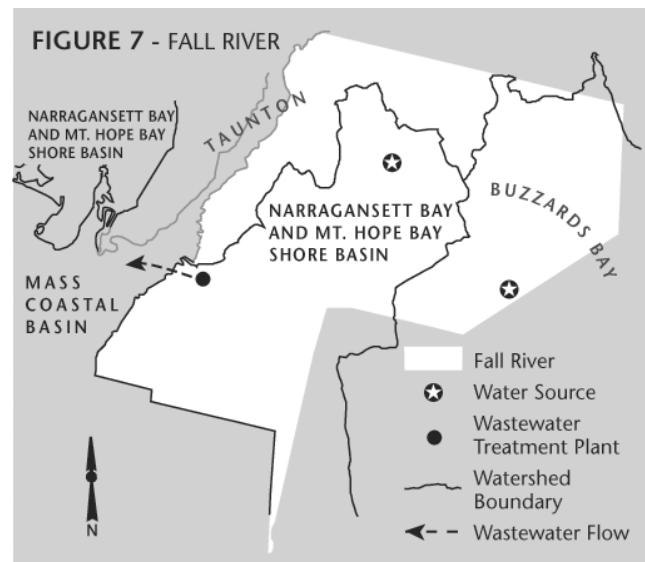 FIGURE 7 - FALL RIVER
NARRAGANSETT BAY
AND MT. HOPE BAY
SHORE BASIN
TAUNTON
NARRAGANSETT BAY
AND MT. HOPE BAY
SHORE BASIN
BUZZARDS BAY
MASS
COASTAL
BASIN
Fall River
Water Source
Wastewater
Treatment Plant
Watershed
Boundary
Wastewater Flow
N